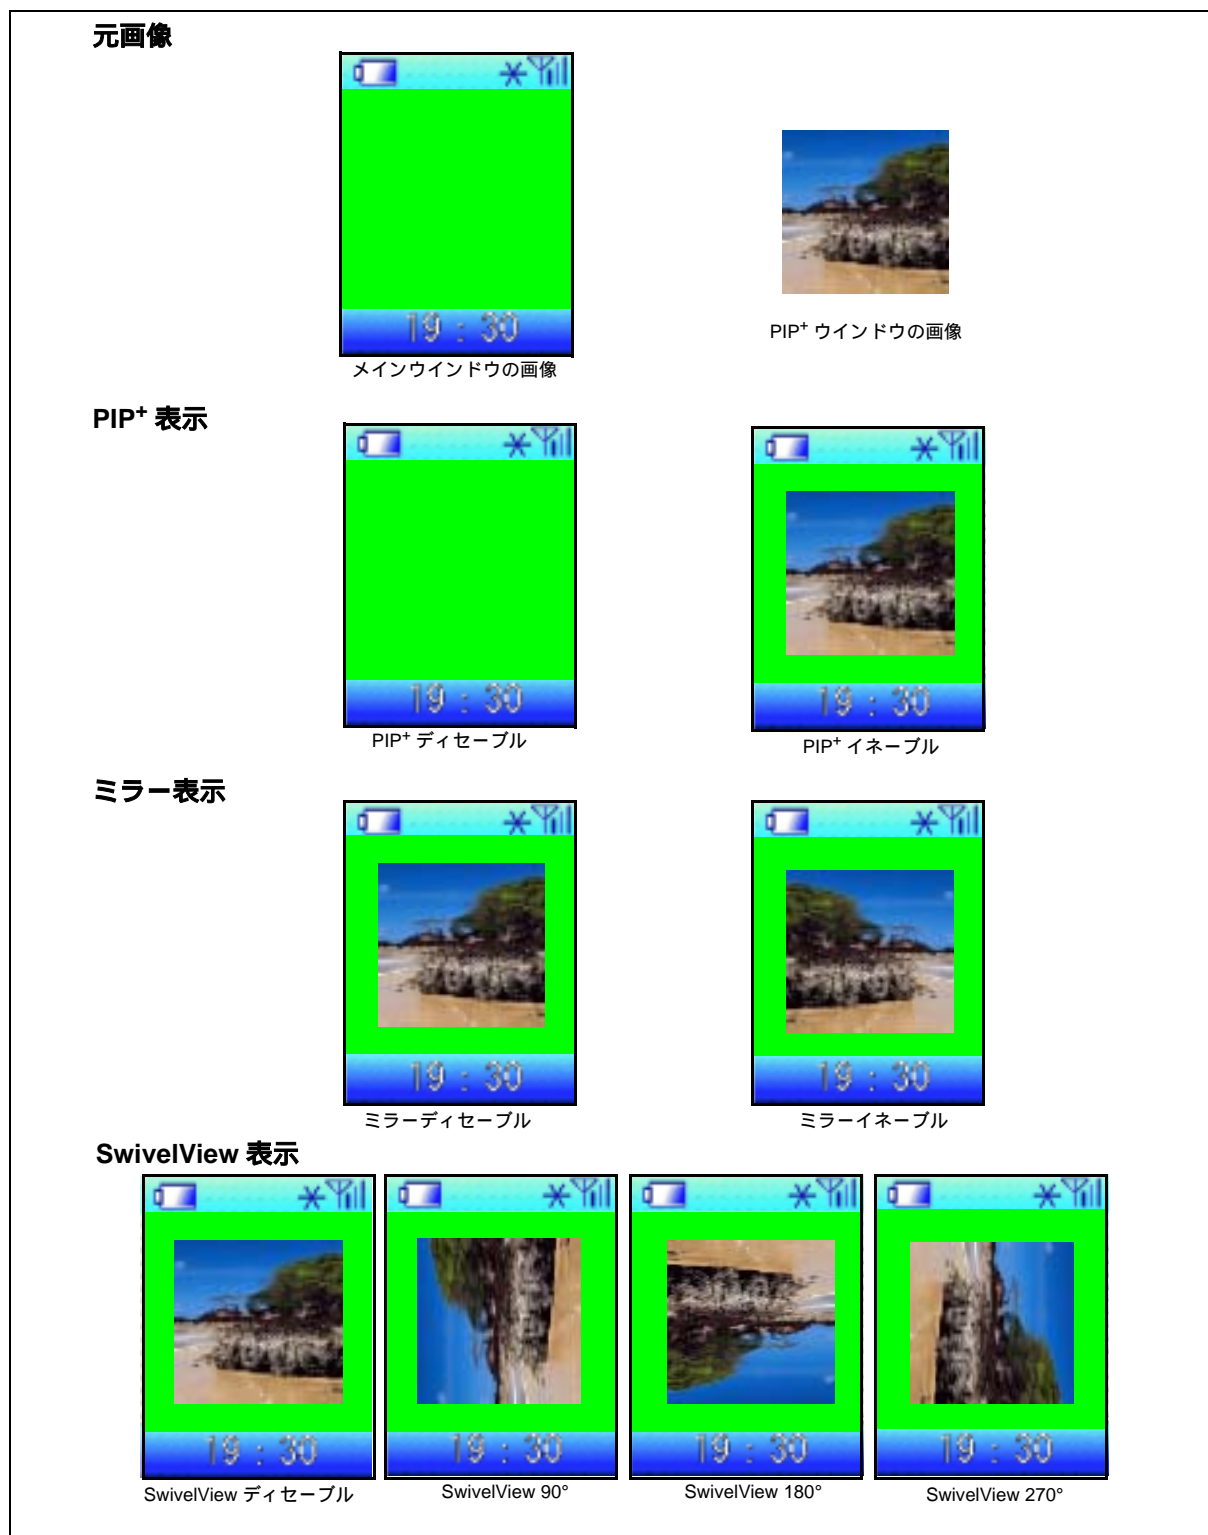 元画像
19 : 30
メインウインドウの画像
PIP+ ウインドウの画像
PIP+ 表示
19 : 30
19 : 30
PIP+ ディセーブル
PIP+ イネーブル
ミラー表示
19 : 30
19 : 30
ミラーディセーブル
ミラーイネーブル
SwivelView 表示
19 : 30
19 : 30
19 : 30
19 : 30
SwivelView ディセーブル
SwivelView 90°
SwivelView 180°
SwivelView 270°